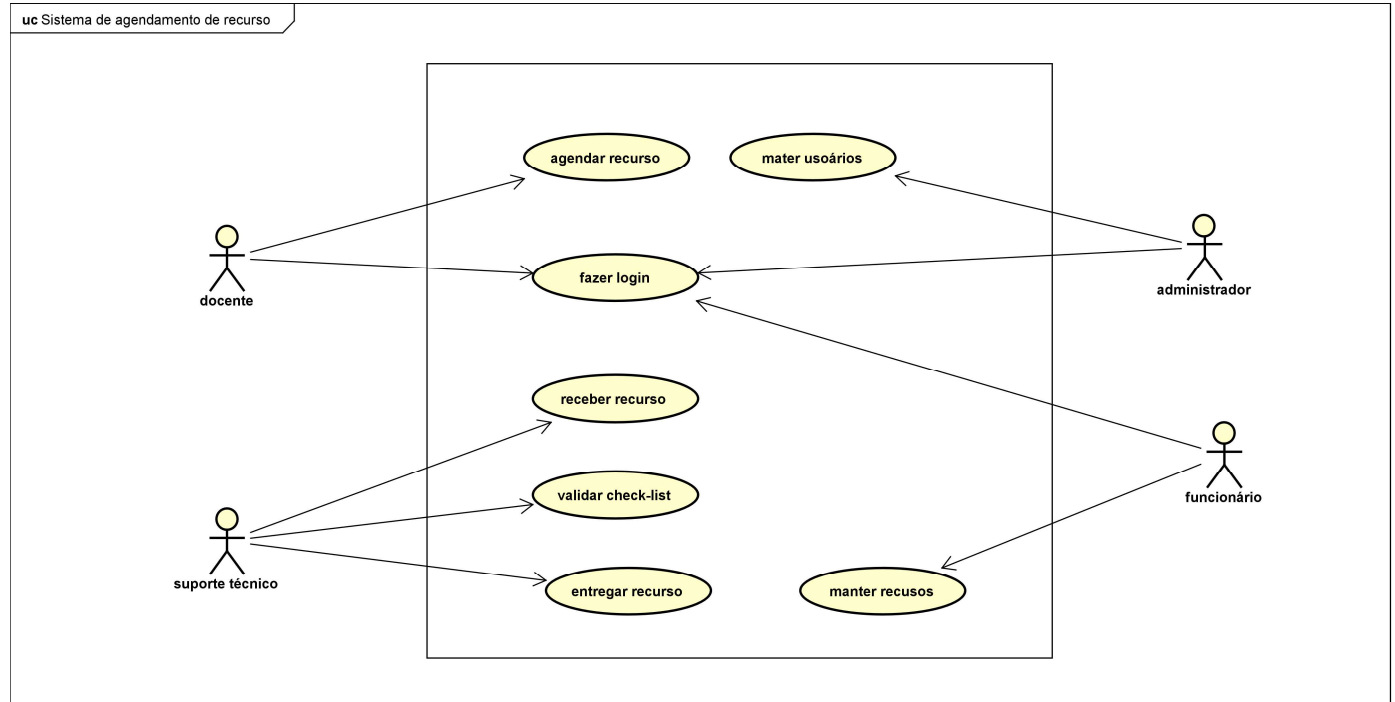 uc Sistema de agendamento de recurso
agendar recurso
mater usoários
fazer login
docente
administrador
receber recurso
validar check-list
funcionário
suporte técnico
entregar recurso
manter recusos